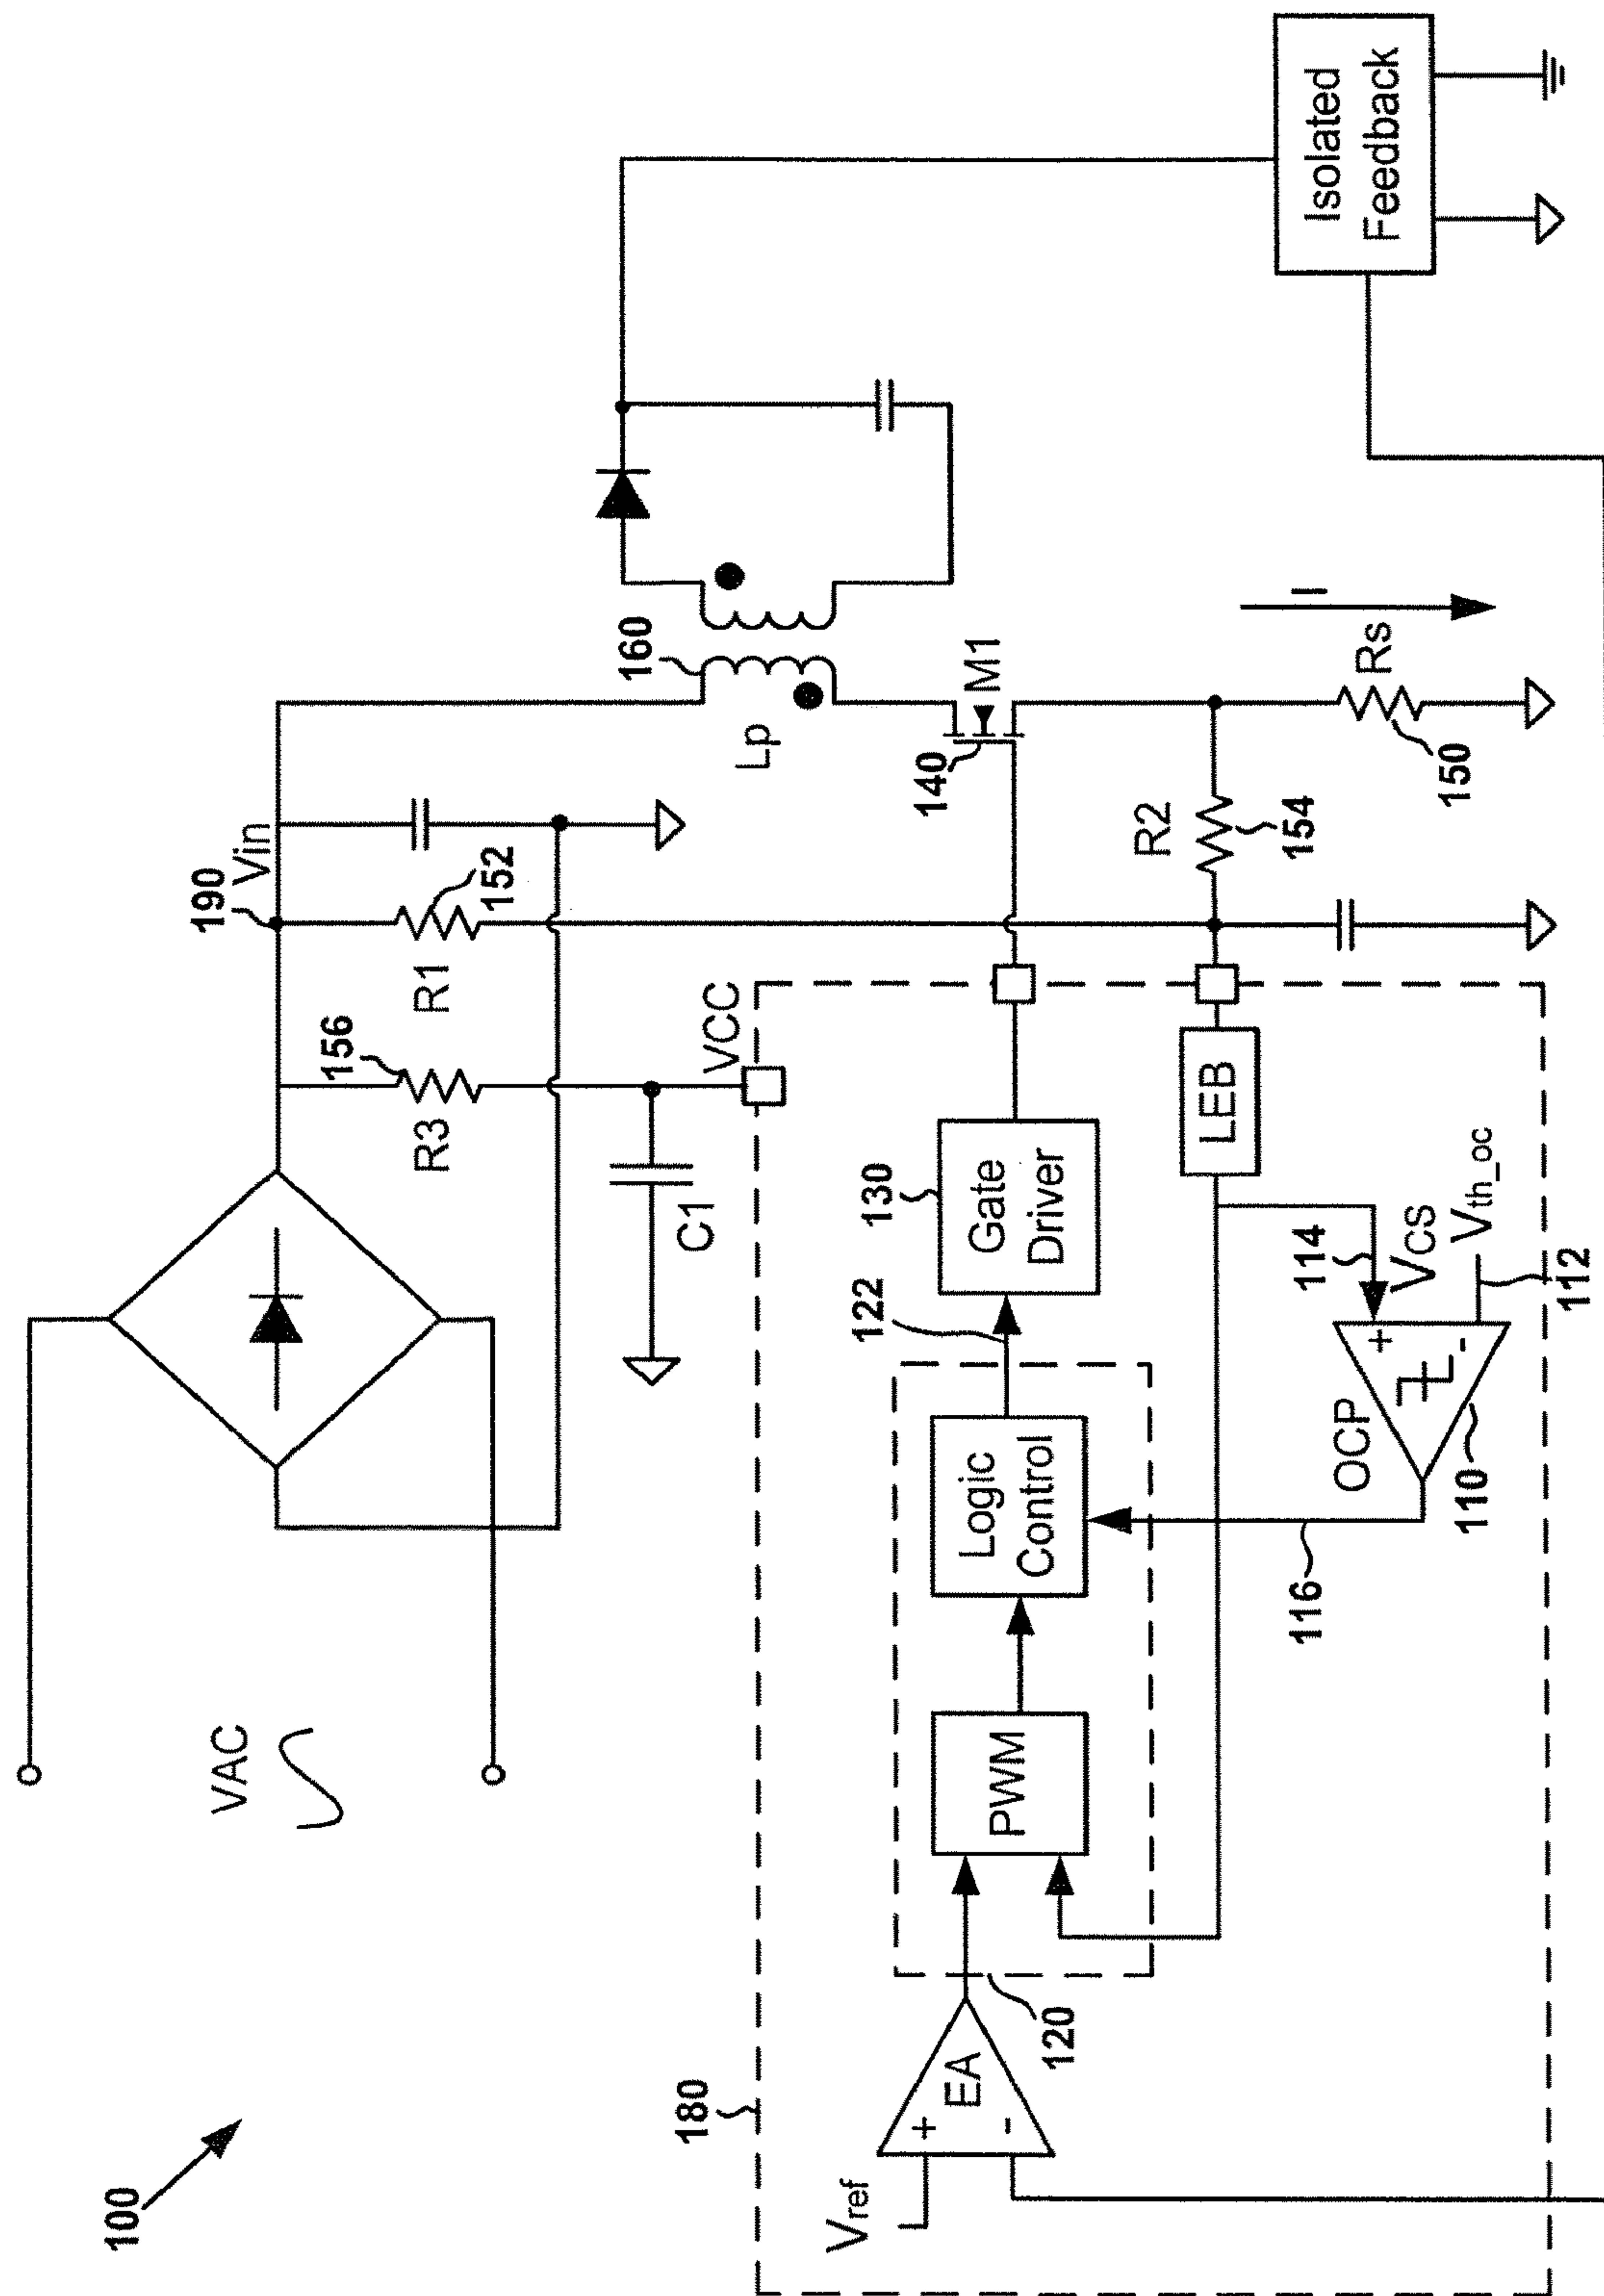 100
VAC
190
Vin
R3
156
R1
152
C1
VCC
Lp
160
140
M1
R2
154
Rs
150
I
Isolated
Feedback
180
Vref
+
-
EA
120
PWM
Logic
Control
122
130
Gate
Driver
LEB
116
OCP
110
+
-
114
VCS
Vth_oc
112